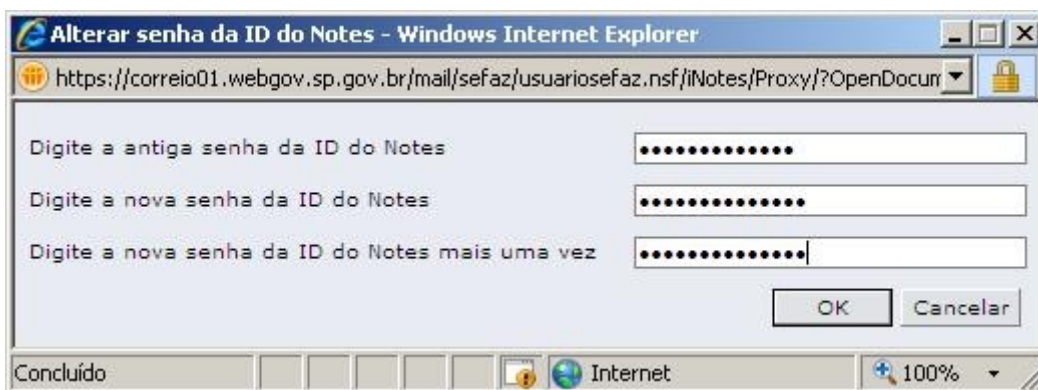 Alterar senha da ID do Notes - Windows Internet Explorer
https://correio01.webgov.sp.gov.br/mail/sefaz/usuariosefaz.nsf/iNotes/Proxy/?OpenDocum
Digite a antiga senha da ID do Notes •••••••••••••
Digite a nova senha da ID do Notes ••••••••••••••
Digite a nova senha da ID do Notes mais uma vez ••••••••••••••
OK Cancelar
Concluído Internet 100%